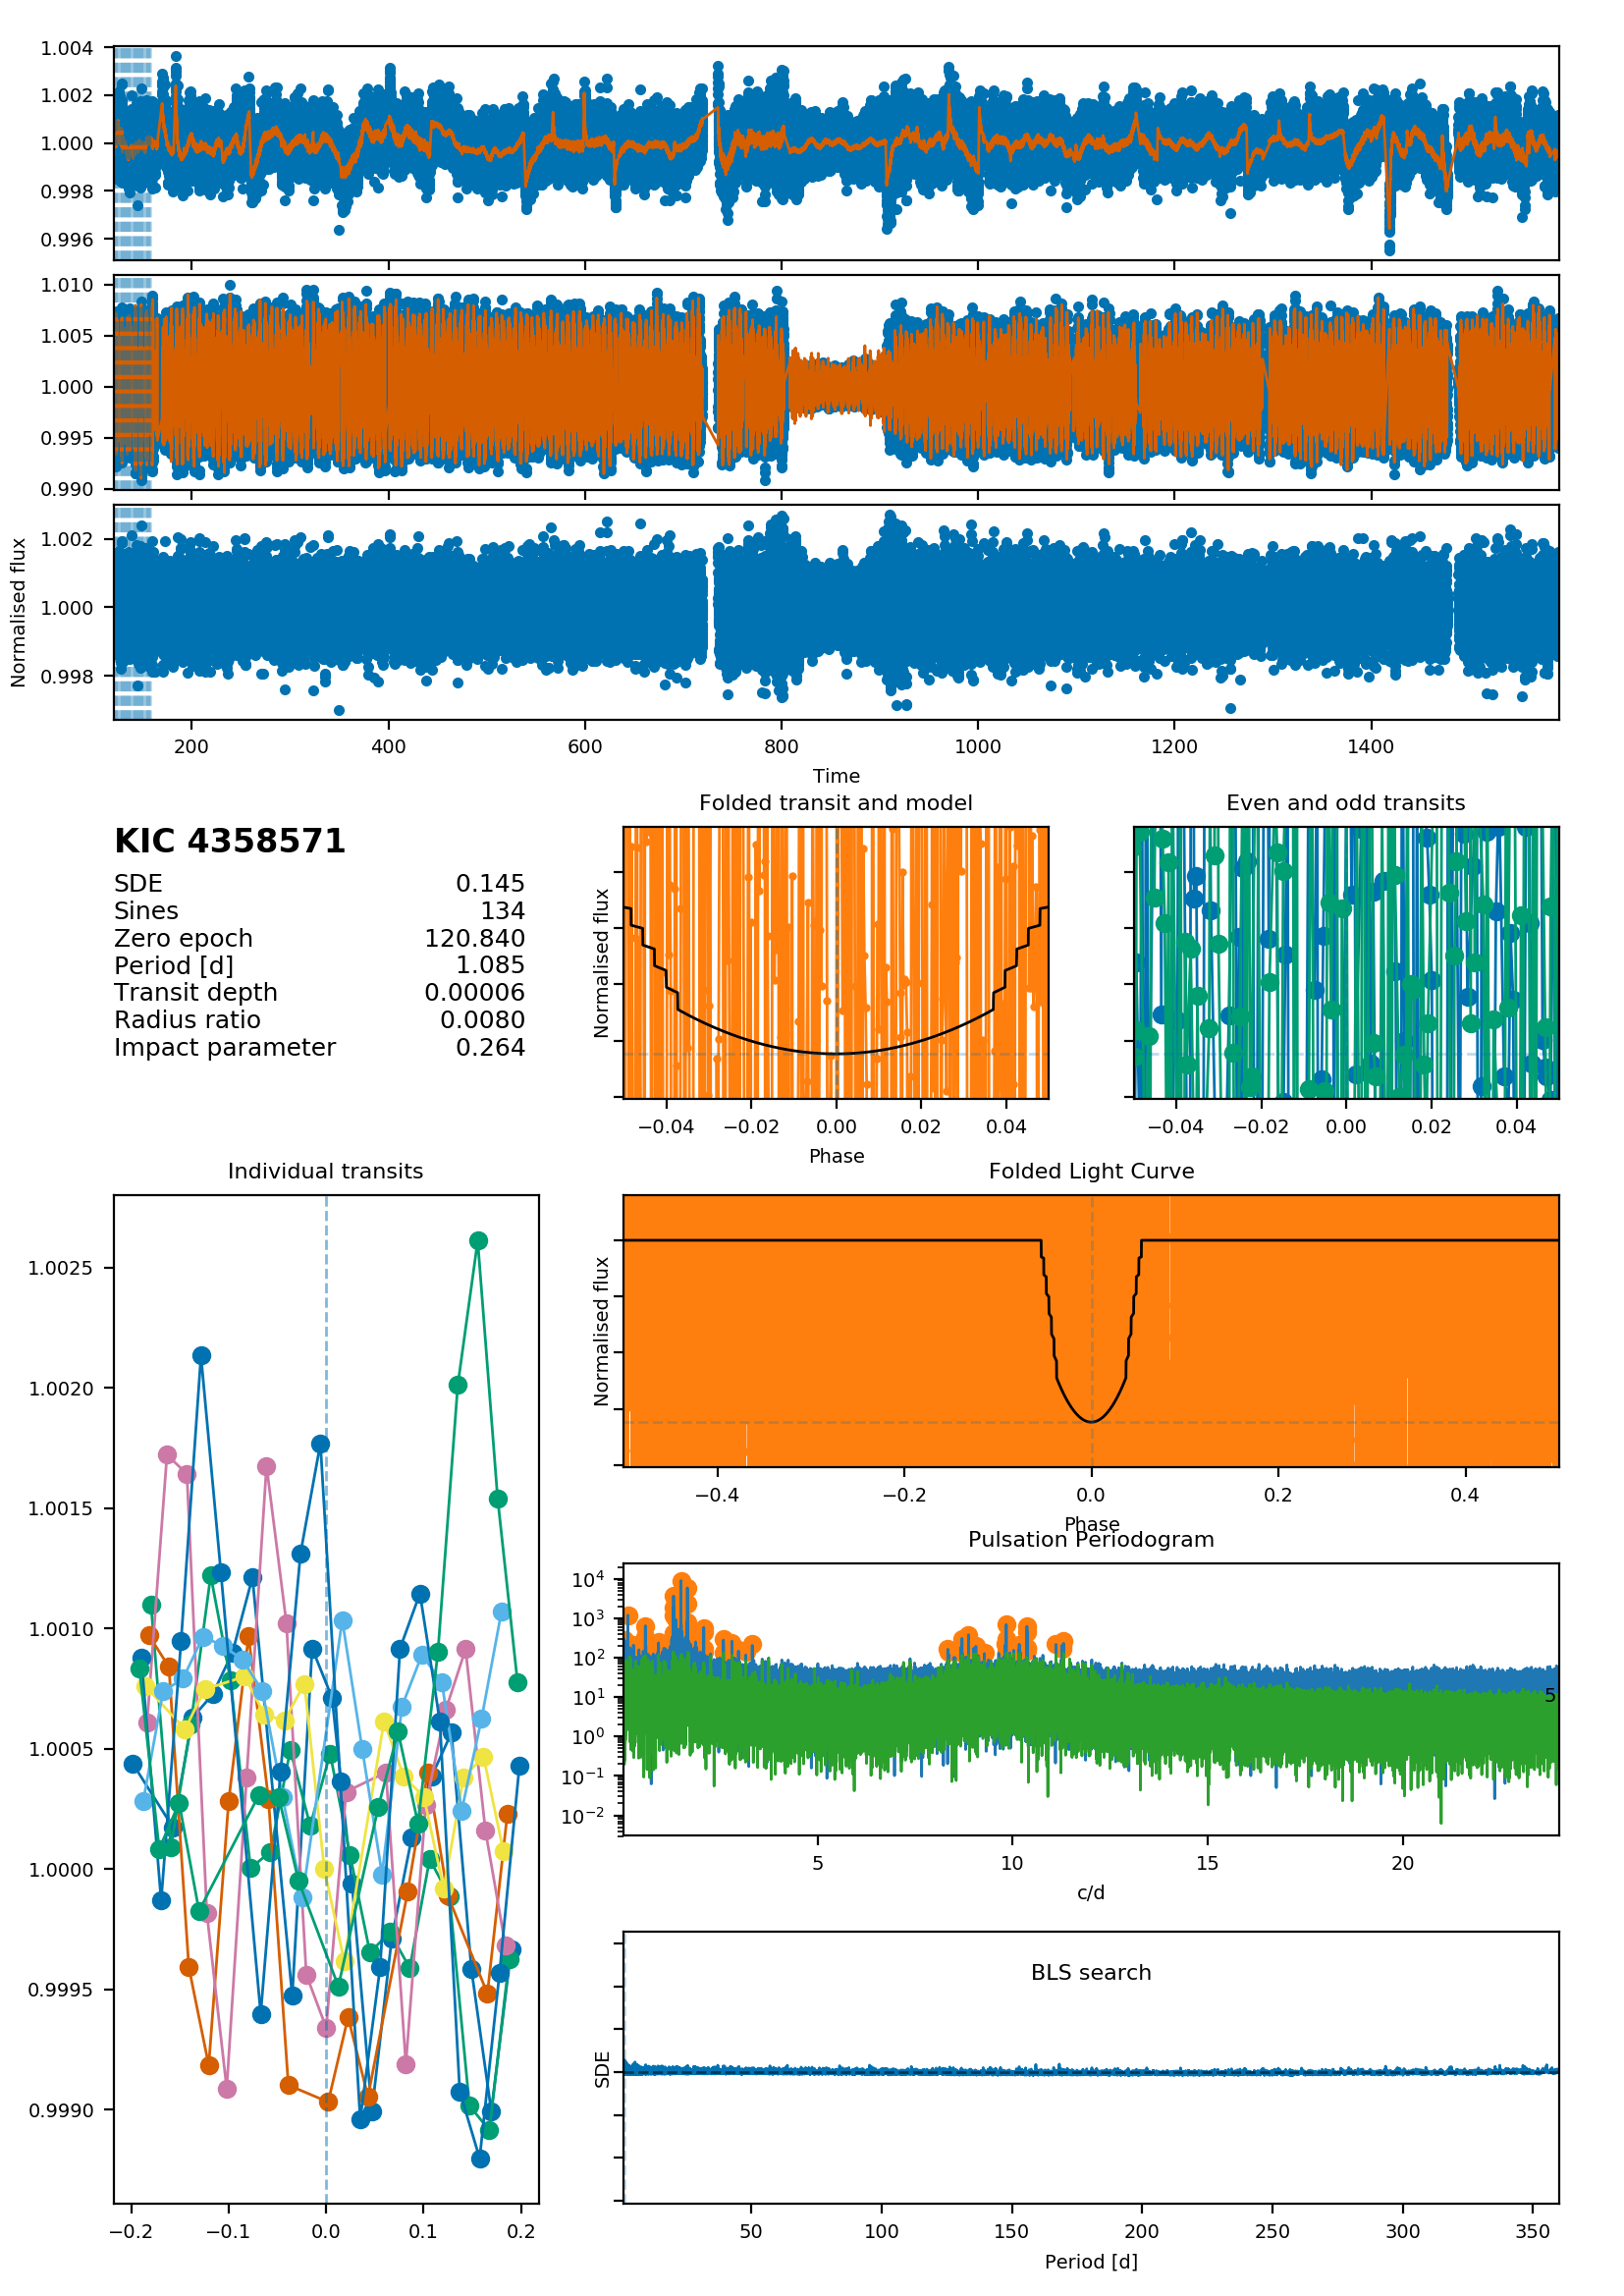 1.004
1.002
1.000
0.998
0.996
1.010
1.005
1.000
0.995
0.990
1.002
1.000
0.998
Normalised flux
200 400 600 800 1000 1200 1400
Time
KIC 4358571
SDE 0.145
Sines 134
Zero epoch 120.840
Period [d] 1.085
Transit depth 0.00006
Radius ratio 0.0080
Impact parameter 0.264
Folded transit and model
Normalised flux
−0.04 −0.02 0.00 0.02 0.04
Phase
Even and odd transits
−0.04 −0.02 0.00 0.02 0.04
Individual transits
1.0025
1.0020
1.0015
1.0010
1.0005
1.0000
0.9995
0.9990
−0.2 −0.1 0.0 0.1 0.2
Folded Light Curve
Normalised flux
−0.4 −0.2 0.0 0.2 0.4
Phase
Pulsation Periodogram
10⁴
10³
10²
10¹
10⁰
10⁻¹
10⁻²
5
5 10 15 20
c/d
BLS search
SDE
50 100 150 200 250 300 350
Period [d]